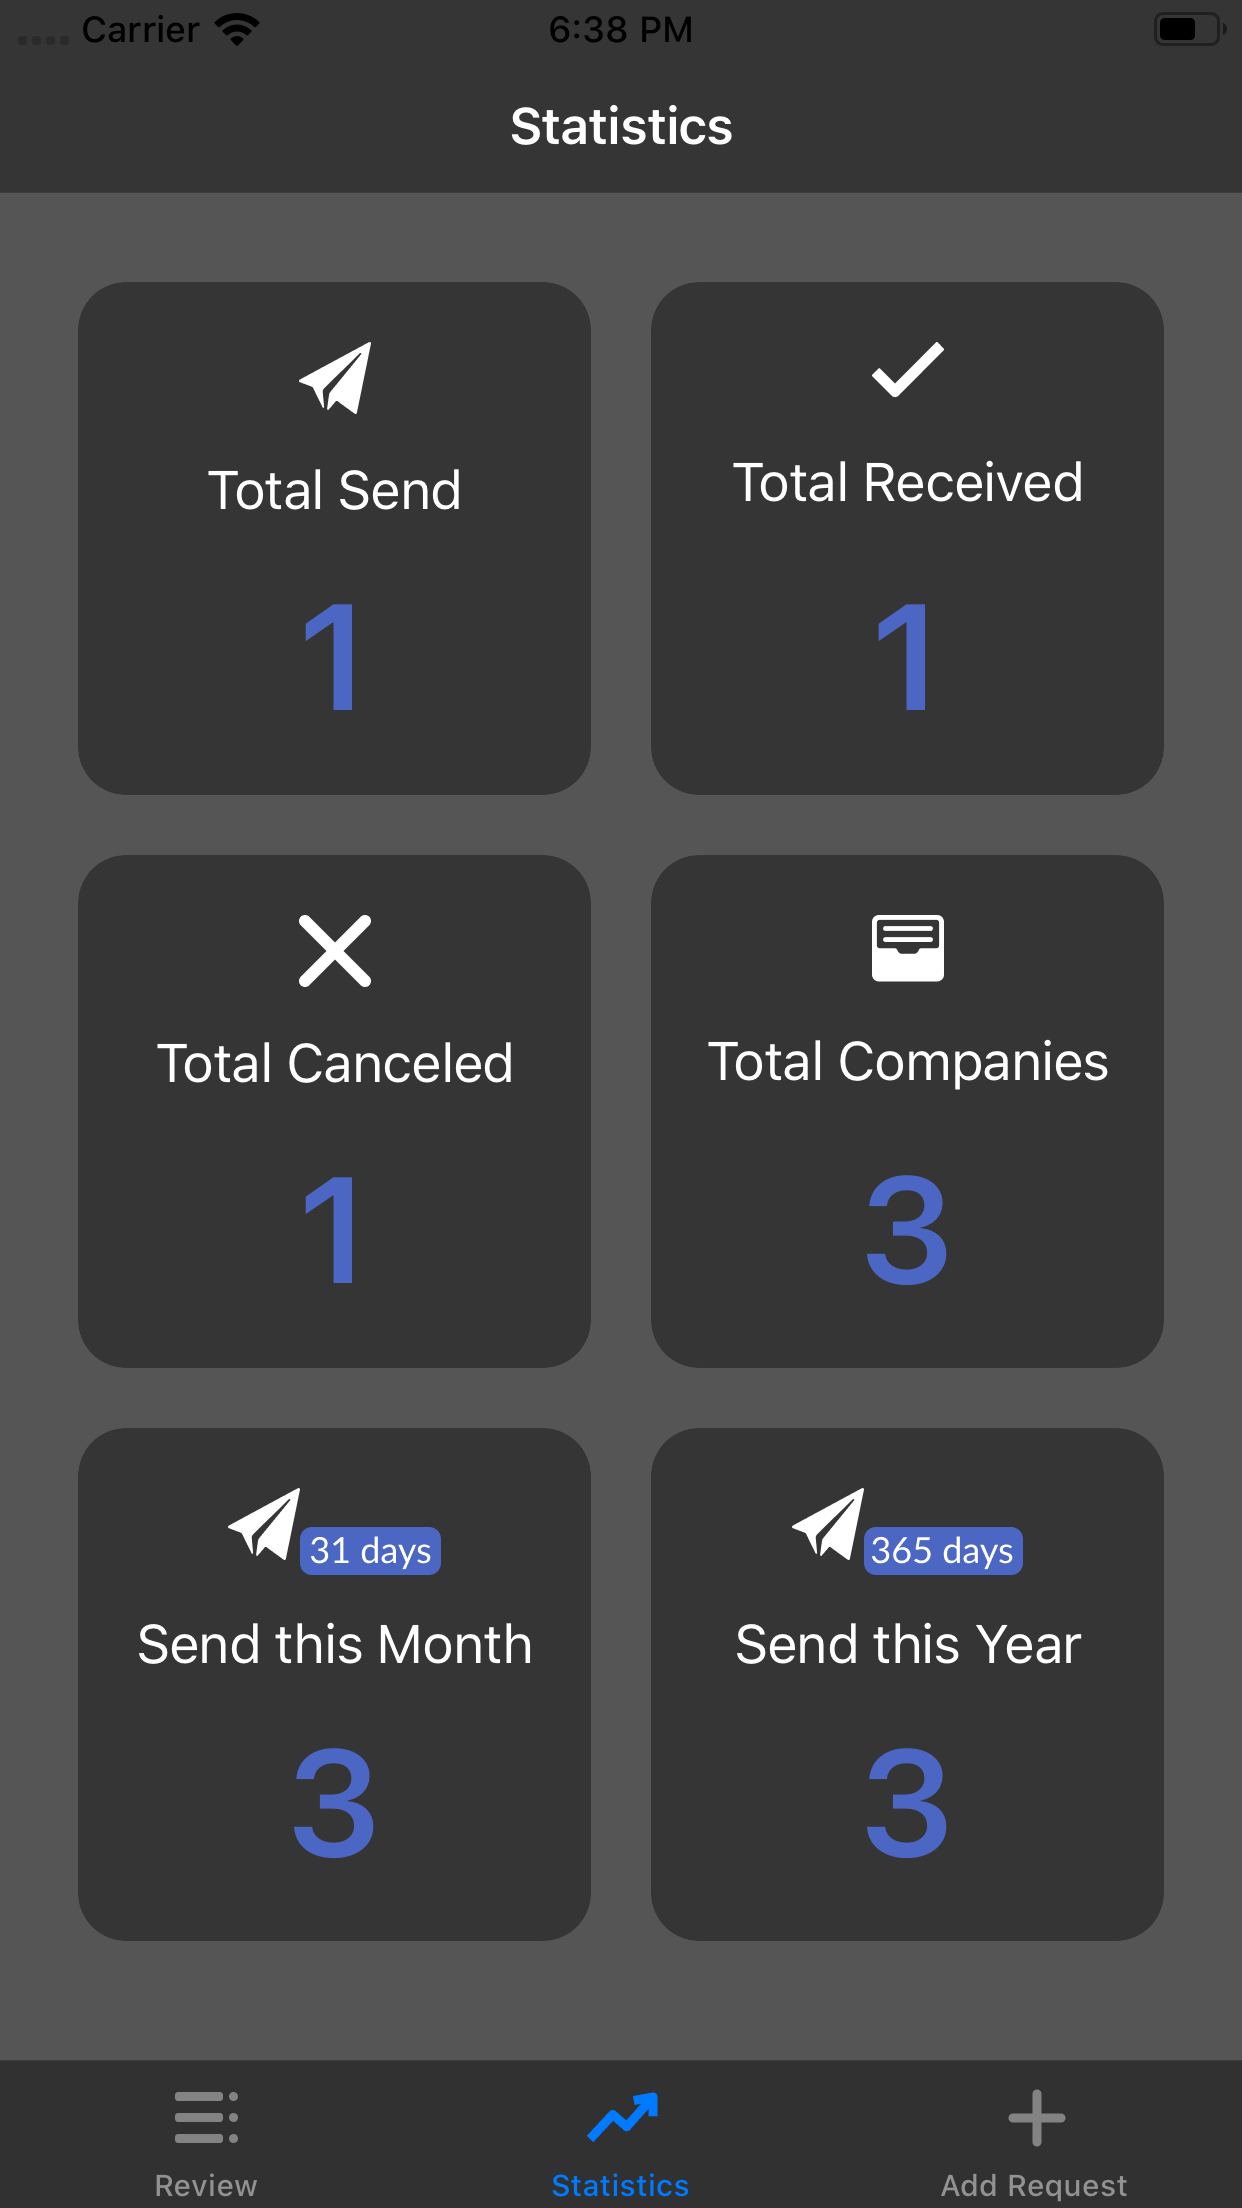 Carrier 6:38 PM
Statistics
Total Send
1
Total Received
1
Total Canceled
1
Total Companies
3
31 days
Send this Month
3
365 days
Send this Year
3
Review Statistics Add Request